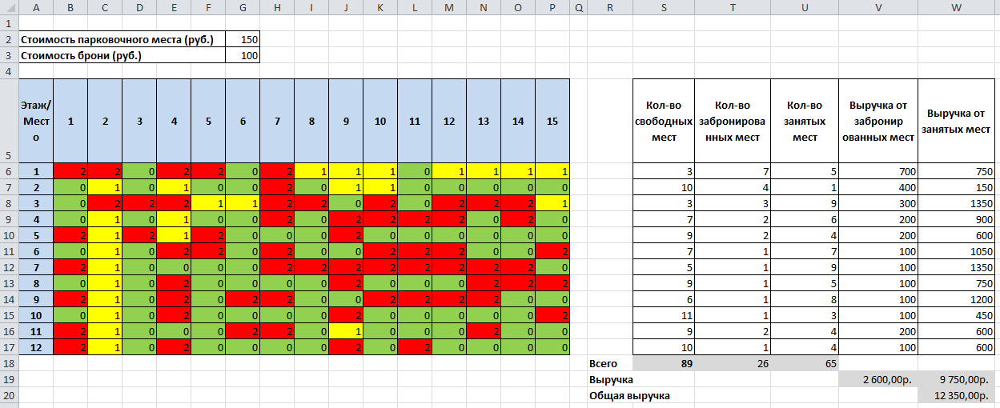 A B C D E F G H I J K L M N O P Q R S T U V W
1
2 Стоимость парковочного места (руб.) 150
3 Стоимость брони (руб.) 100
4
5 Этаж/ Мест о 1 2 3 4 5 6 7 8 9 10 11 12 13 14 15 Кол-во свободных мест Кол-во забронирова нных мест Кол-во занятых мест Выручка от забронир ованных мест Выручка от занятых мест
6 1 2 2 0 2 2 0 2 1 1 1 0 1 1 1 1 3 7 5 700 750
7 2 0 1 0 1 0 0 2 0 1 1 0 0 0 0 0 10 4 1 400 150
8 3 0 2 2 2 1 1 2 2 0 2 0 2 2 2 1 3 3 9 300 1350
9 4 0 1 0 1 0 0 2 0 2 2 2 2 0 2 0 7 2 6 200 900
10 5 2 1 2 1 2 0 0 0 2 0 0 0 0 0 0 9 2 4 200 600
11 6 0 1 0 2 2 0 2 0 0 2 2 2 0 0 2 7 1 7 100 1050
12 7 2 1 0 0 0 0 2 2 2 2 2 2 2 2 0 5 1 9 100 1350
13 8 0 1 0 2 0 0 0 0 2 0 0 0 2 2 2 9 1 5 100 750
14 9 2 1 0 2 0 2 2 0 0 2 2 2 2 0 0 6 1 8 100 1200
15 10 0 1 0 2 0 0 0 0 2 0 0 0 0 0 2 11 1 3 100 450
16 11 2 1 0 0 0 2 2 0 1 0 0 0 2 0 0 9 2 4 200 600
17 12 2 1 0 2 0 0 0 0 2 0 2 0 0 0 0 10 1 4 100 600
18 Всего 89 26 65
19 Выручка 2 600,00р. 9 750,00р.
20 Общая выручка 12 350,00р.